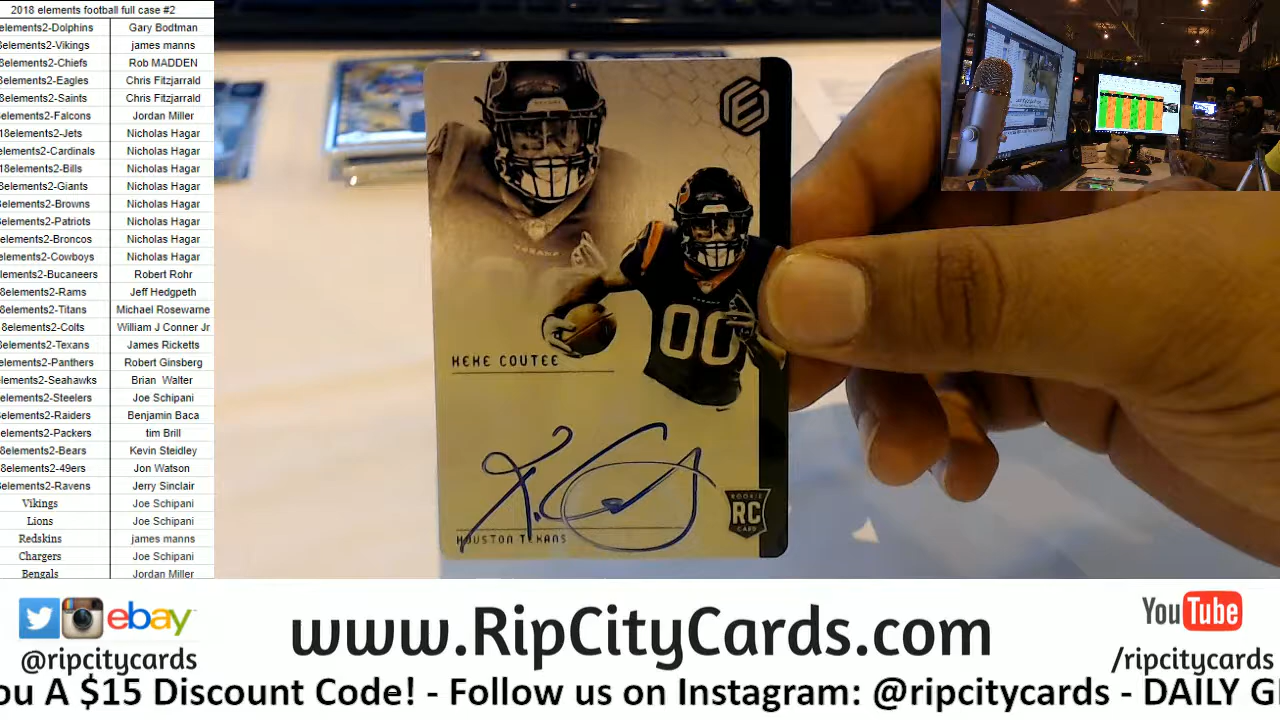 2018 elements football full case #2
elements2-Dolphins Gary Bodtman
elements2-Vikings james manns
elements2-Chiefs Rob MADDEN
elements2-Eagles Chris Fitzjarrald
8elements2-Saints Chris Fitzjarrald
elements2-Falcons Jordan Miller
18elements2-Jets Nicholas Hagar
elements2-Cardinals Nicholas Hagar
18elements2-Bills Nicholas Hagar
8elements2-Giants Nicholas Hagar
elements2-Browns Nicholas Hagar
elements2-Patriots Nicholas Hagar
elements2-Broncos Nicholas Hagar
elements2-Cowboys Nicholas Hagar
lements2-Bucaneers Robert Rohr
8elements2-Rams Jeff Hedgpeth
8elements2-Titans Michael Rosewarne
8elements2-Colts William J Conner Jr
8elements2-Texans James Ricketts
elements2-Panthers Robert Ginsberg
elements2-Seahawks Brian Walter
elements2-Steelers Joe Schipani
elements2-Raiders Benjamin Baca
elements2-Packers tim Brill
8elements2-Bears Kevin Steidley
8elements2-49ers Jon Watson
elements2-Ravens Jerry Sinclair
Vikings Joe Schipani
Lions Joe Schipani
Redskins james manns
Chargers Joe Schipani
Bengals Jordan Miller
E
00
KEKE COUTEE
HOUSTON TEXANS
ROOKIE
RC
CARD
ebay
@ripcitycards
www.RipCityCards.com
YouTube
/ripcitycards
ou A $15 Discount Code! - Follow us on Instagram: @ripcitycards - DAILY G